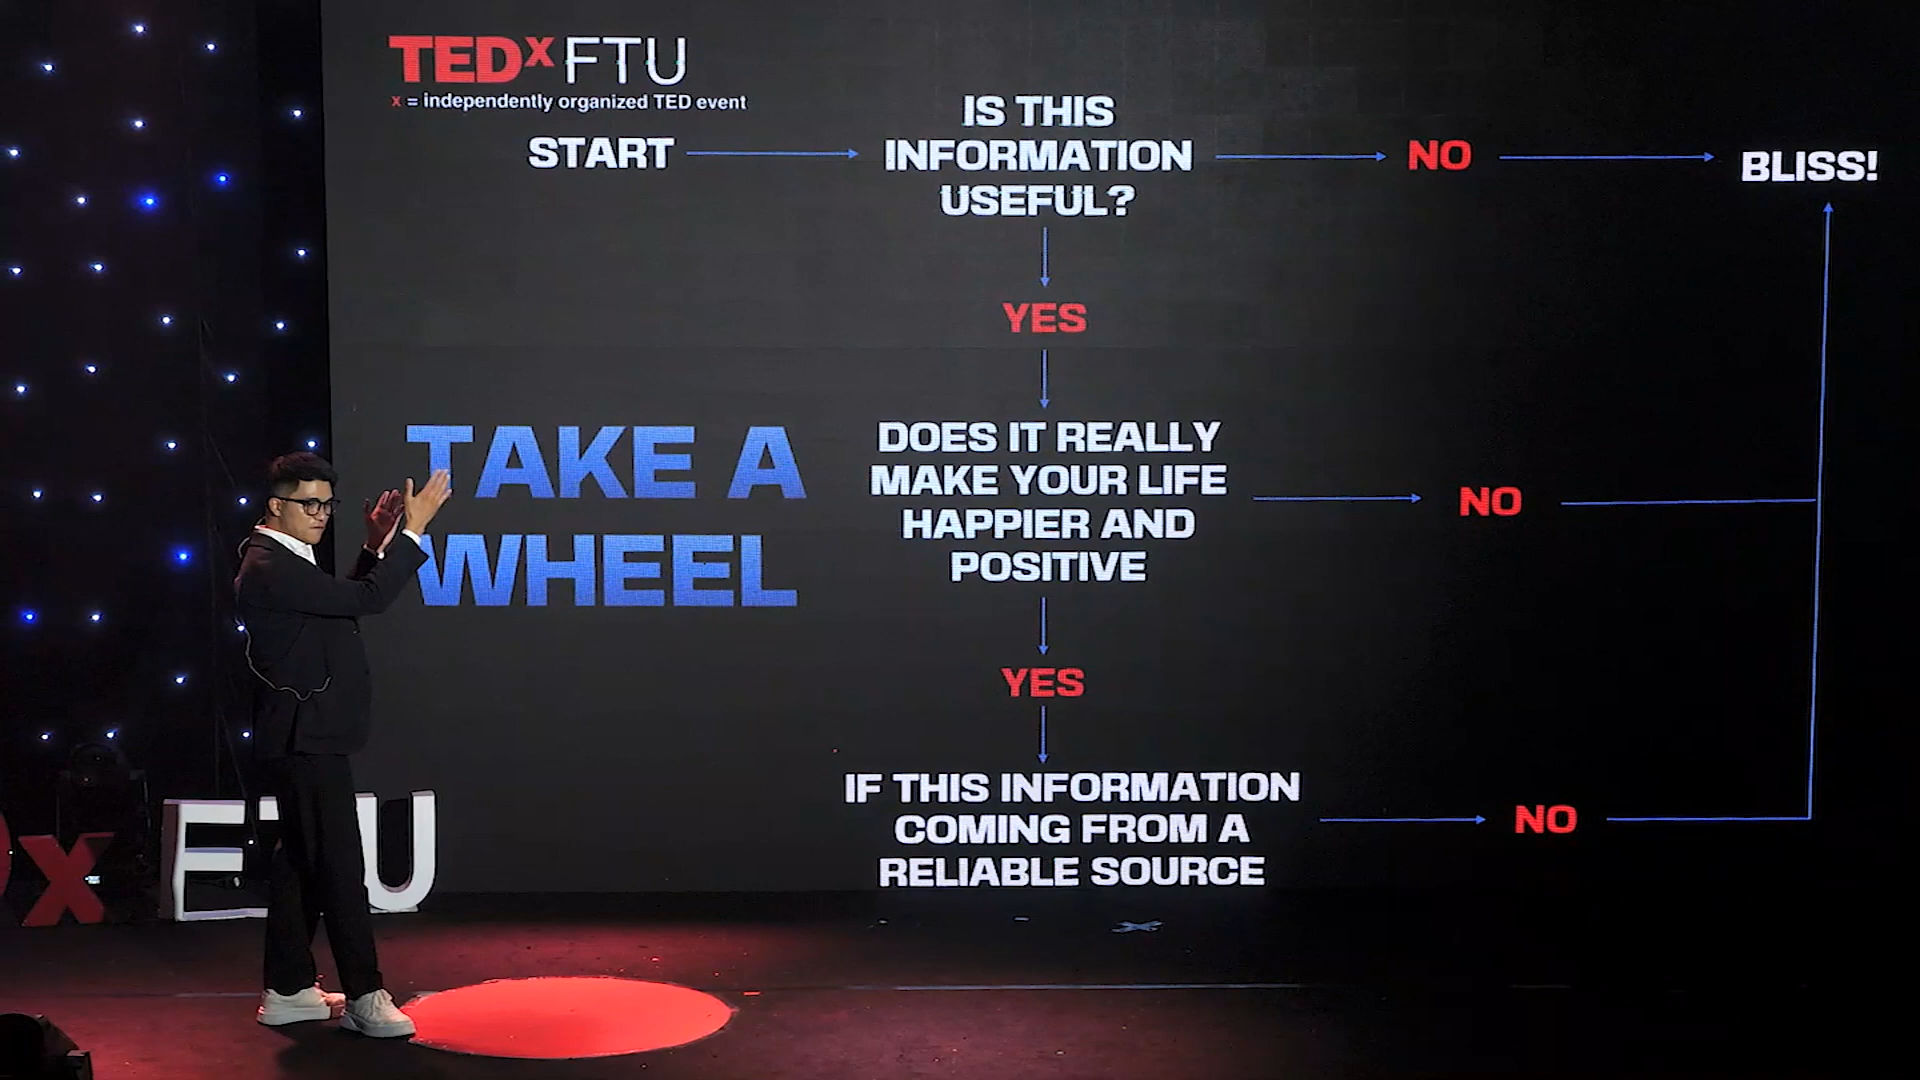 TEDx FTU
x = independently organized TED event
START
IS THIS
INFORMATION
USEFUL?
NO
BLISS!
YES
TAKE A
WHEEL
DOES IT REALLY
MAKE YOUR LIFE
HAPPIER AND
POSITIVE
NO
YES
IF THIS INFORMATION
COMING FROM A
RELIABLE SOURCE
NO
x FTU